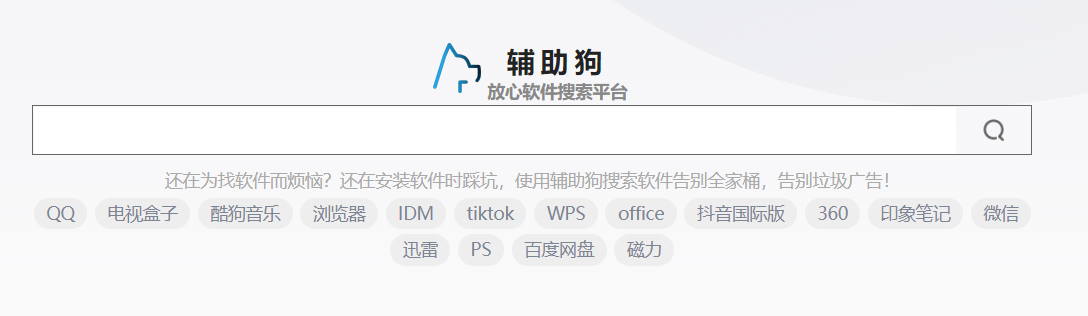 辅助狗
放心软件搜索平台
还在为找软件而烦恼？还在安装软件时踩坑，使用辅助狗搜索软件告别全家桶，告别垃圾广告！
QQ 电视盒子 酷狗音乐 浏览器 IDM tiktok WPS office 抖音国际版 360 印象笔记 微信
迅雷 PS 百度网盘 磁力